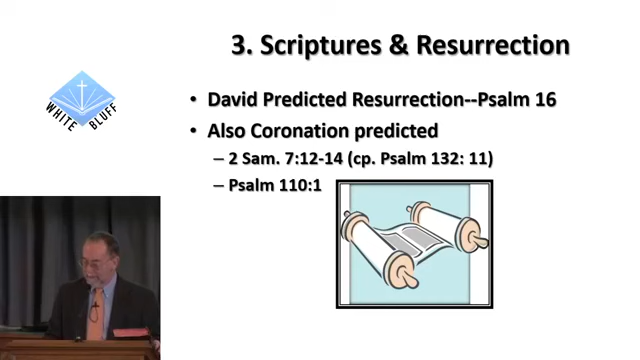 3. Scriptures & Resurrection
• David Predicted Resurrection--Psalm 16
• Also Coronation predicted
– 2 Sam. 7:12-14 (cp. Psalm 132: 11)
– Psalm 110:1
WHITE BLUFF